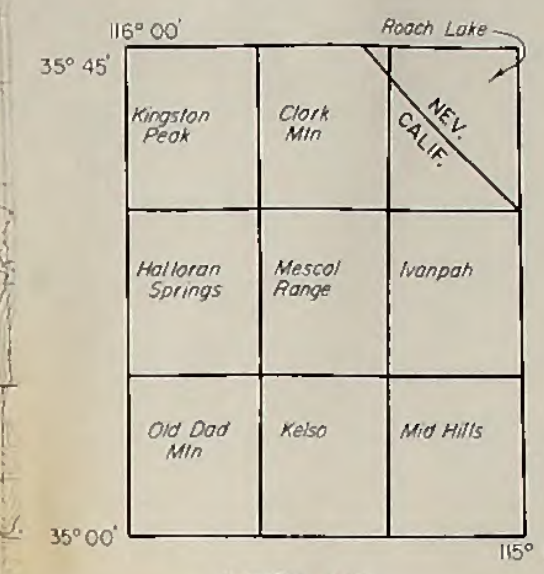 116° 00'
Roach Lake
35° 45'
Kingston
Peak
Clark
Mtn
NEV.
CALIF.
Halloran
Springs
Mescal
Range
Ivanpah
Old Dad
Mtn
Kelso
Mid Hills
35° 00'
115°